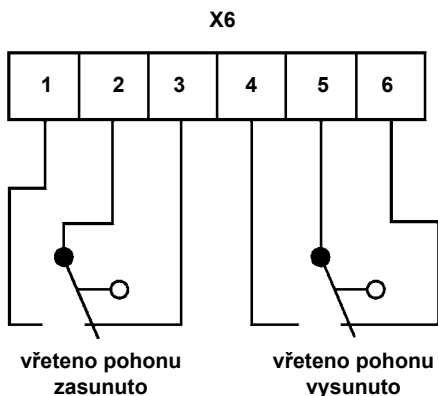 X6
1 2 3 4 5 6
vřeteno pohonu zasunuto
vřeteno pohonu vysunuto